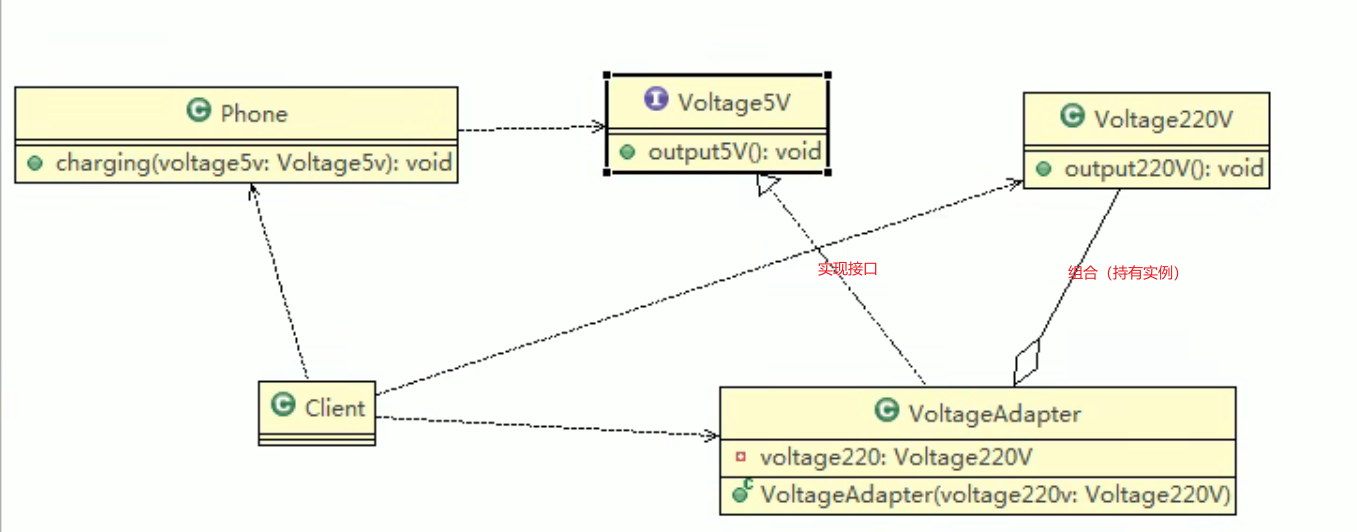 Phone
charging(voltage5v: Voltage5v): void
Voltage5V
output5V(): void
Voltage220V
output220V(): void
实现接口
组合（持有实例）
Client
VoltageAdapter
voltage220: Voltage220V
VoltageAdapter(voltage220v: Voltage220V)